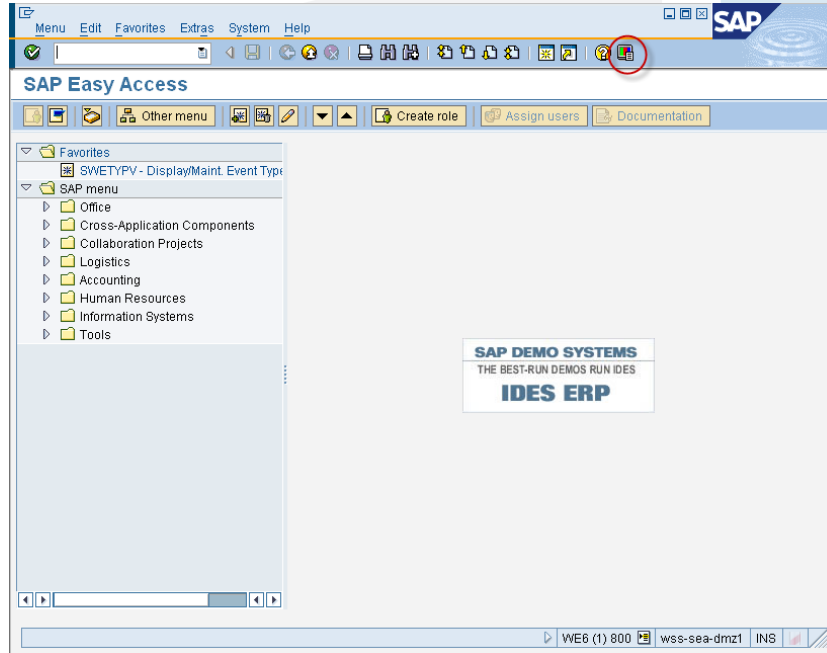 Menu Edit Favorites Extras System Help
SAP
SAP Easy Access
Other menu Create role Assign users Documentation
Favorites
SWETYPV - Display/Maint. Event Type
SAP menu
Office
Cross-Application Components
Collaboration Projects
Logistics
Accounting
Human Resources
Information Systems
Tools
SAP DEMO SYSTEMS
THE BEST-RUN DEMOS RUN IDES
IDES ERP
WE6 (1) 800 wss-sea-dmz1 INS